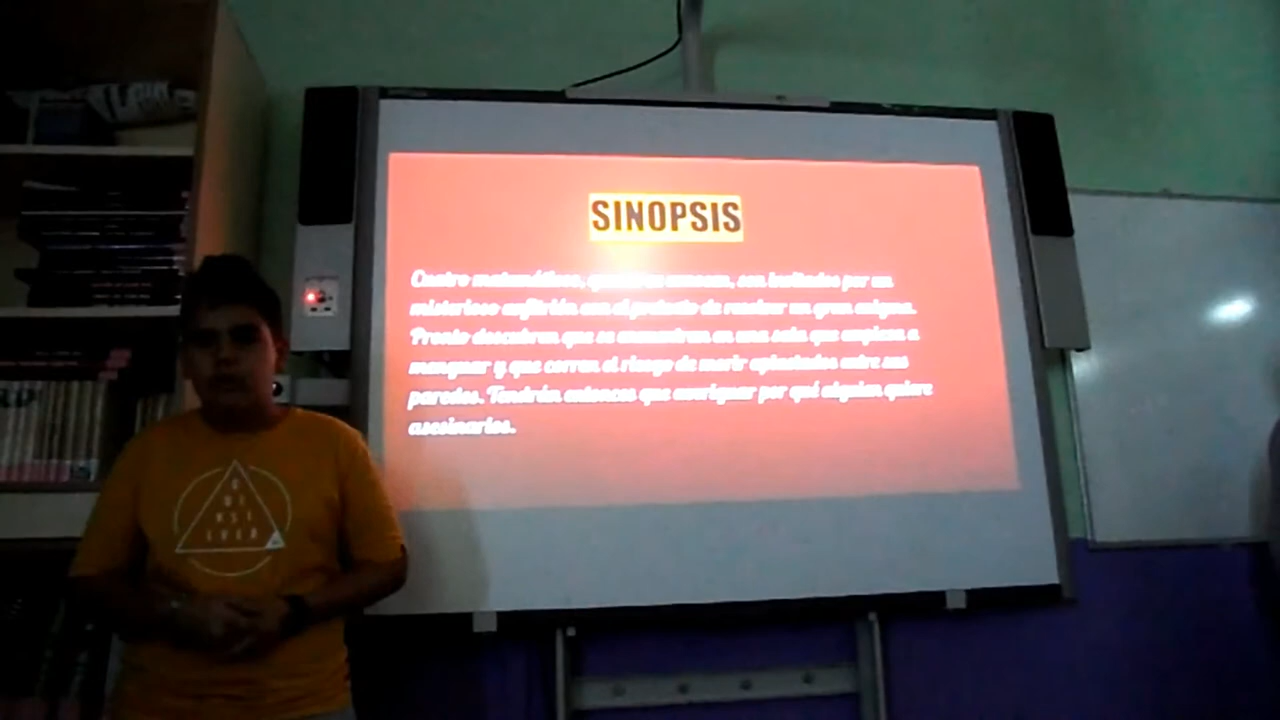 SINOPSIS
Cuatro matemáticos, que no se conocen, son invitados por un
misterioso anfitrión con el pretexto de resolver un gran enigma.
Pronto descubren que se encuentran en una sala que empieza a
menguar y que corren el riesgo de morir aplastados entre sus
paredes. Tendrán entonces que averiguar por qué alguien quiere
asesinarlos.